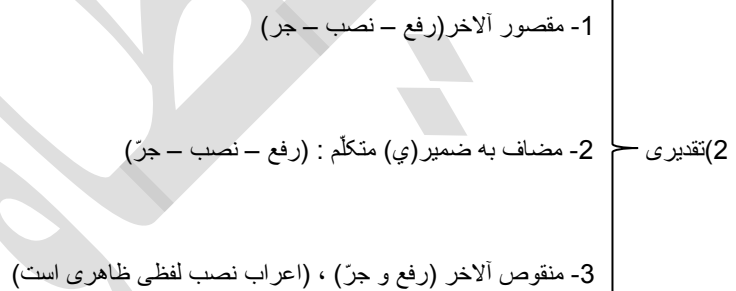 1- مقصور آلاخر(رفع – نصب – جر)
2)تقدیری
2- مضاف به ضمیر(ي) متکلّم : (رفع – نصب – جرّ)
3- منقوص آلاخر (رفع و جرّ) ، (اعراب نصب لفظی ظاهری است)